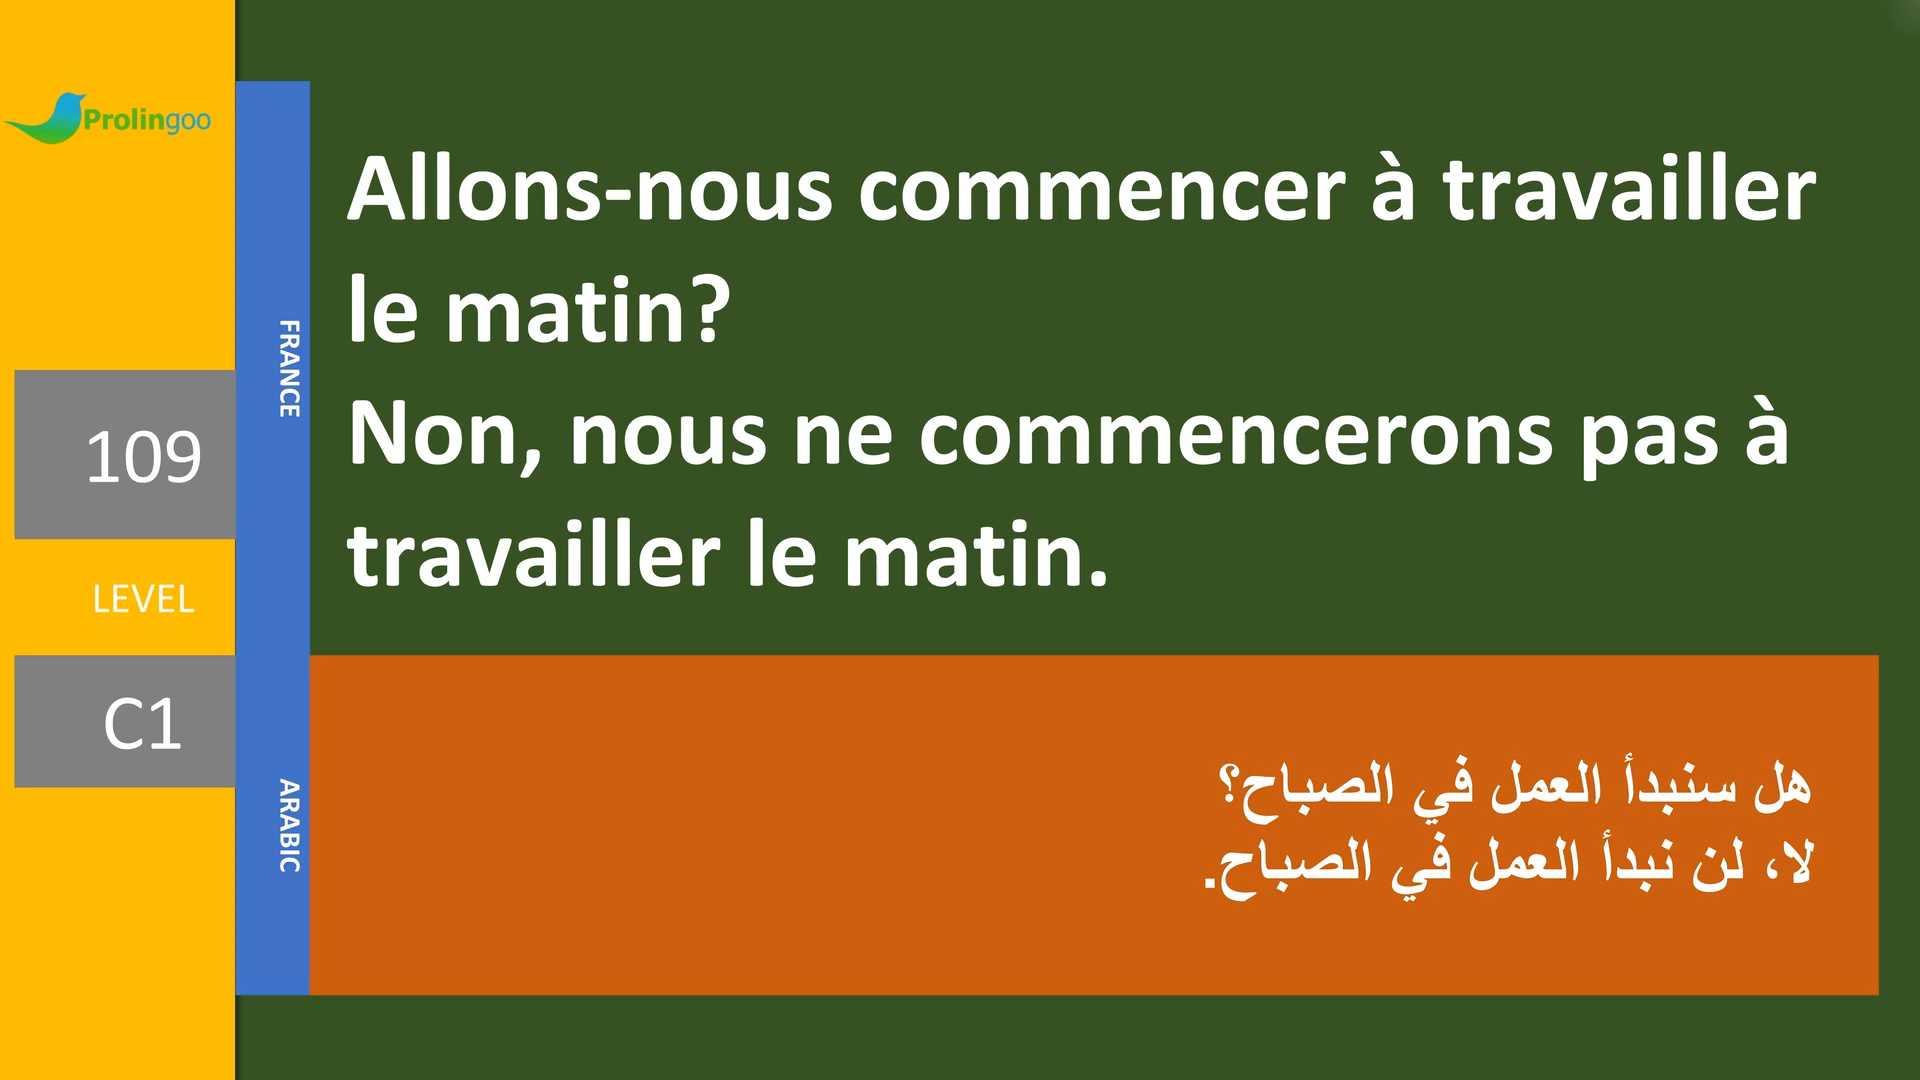 Prolingoo
FRANCE
Allons-nous commencer à travailler
le matin?
Non, nous ne commencerons pas à
travailler le matin.
109
LEVEL
C1
ARABIC
هل سنبدأ العمل في الصباح؟
لا، لن نبدأ العمل في الصباح.